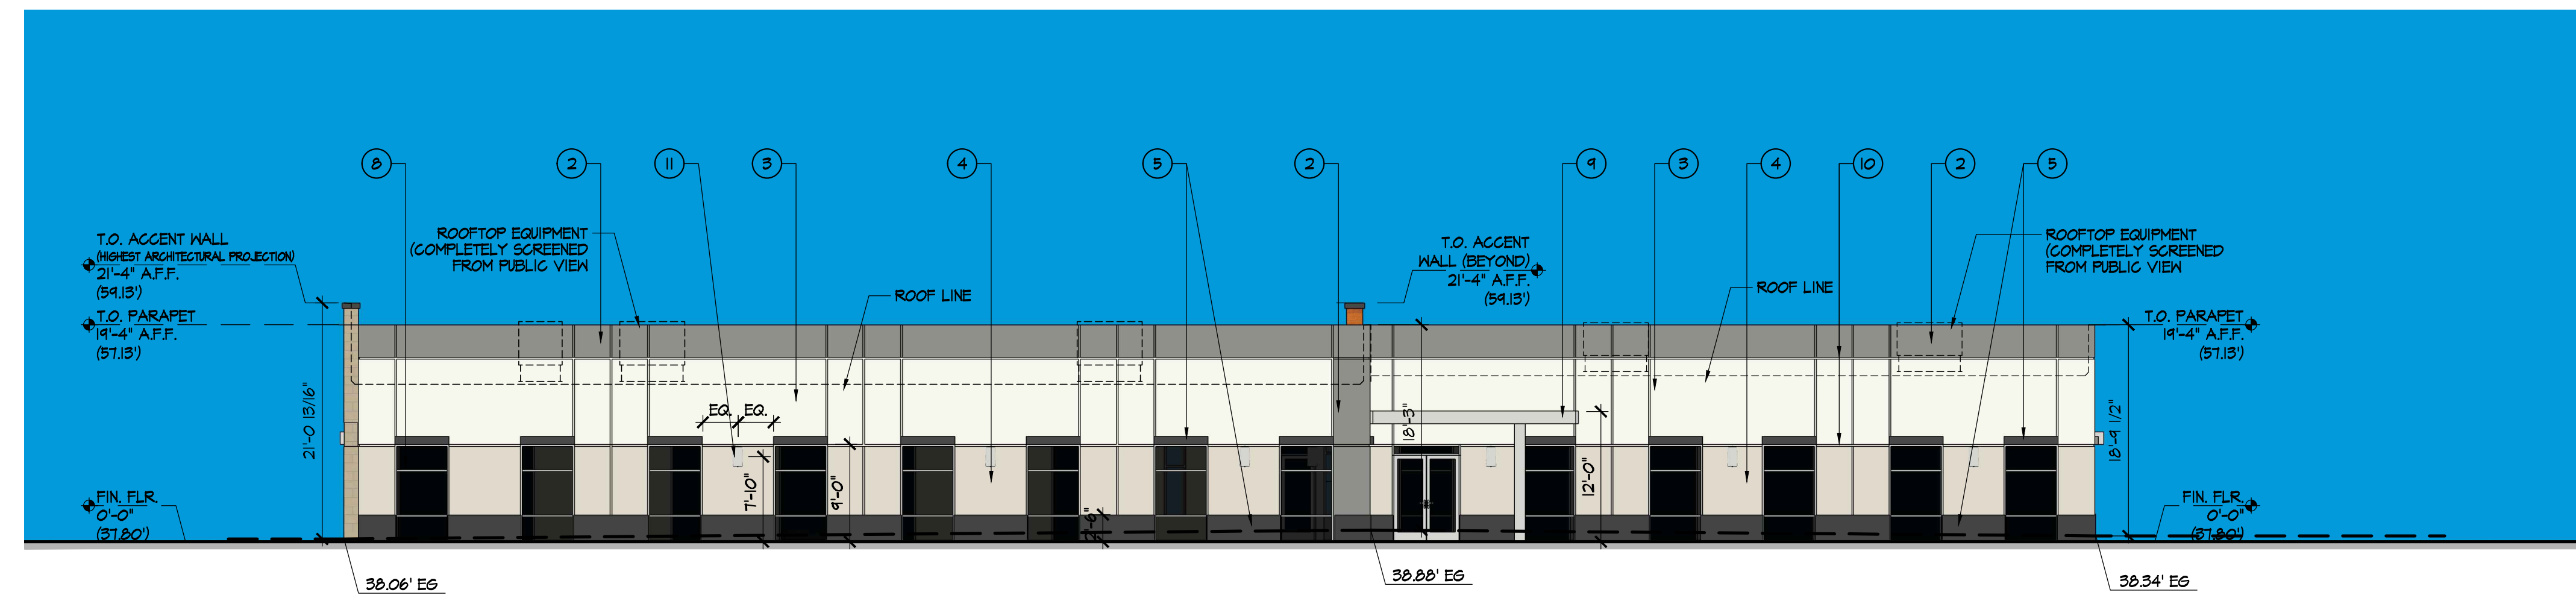 8
2
11
3
4
5
2
9
3
4
10
2
5
T.O. ACCENT WALL
(HIGHEST ARCHITECTURAL PROJECTION)
21'-4" A.F.F.
(59.13')
T.O. PARAPET
19'-4" A.F.F.
(57.13')
FIN. FLR.
0'-0"
(37.80')
21'-0 13/16"
ROOFTOP EQUIPMENT
(COMPLETELY SCREENED
FROM PUBLIC VIEW
ROOF LINE
EQ. EQ.
7'-10"
9'-0"
2'-6"
T.O. ACCENT
WALL (BEYOND)
21'-4" A.F.F.
(59.13')
18'-3"
12'-0"
ROOF LINE
ROOFTOP EQUIPMENT
(COMPLETELY SCREENED
FROM PUBLIC VIEW
T.O. PARAPET
19'-4" A.F.F.
(57.13')
18'-9 1/2"
FIN. FLR.
0'-0"
(37.80')
38.06' EG
38.88' EG
38.34' EG